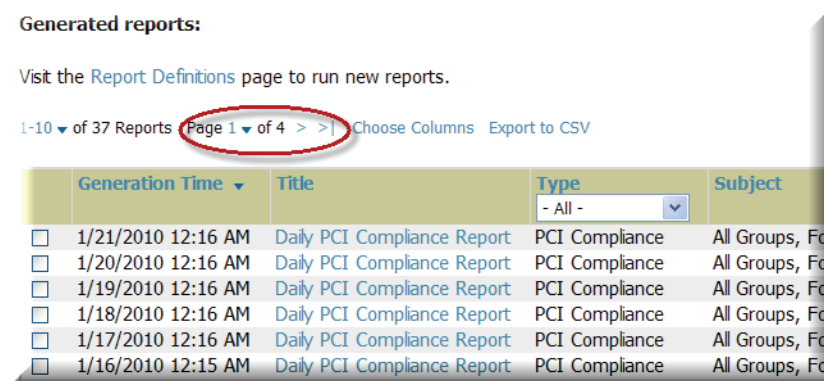 Generated reports:
Visit the Report Definitions page to run new reports.
1-10 of 37 Reports Page 1 of 4 > >| Choose Columns Export to CSV
Generation Time Title Type Subject
- All -
1/21/2010 12:16 AM Daily PCI Compliance Report PCI Compliance All Groups,
1/20/2010 12:16 AM Daily PCI Compliance Report PCI Compliance All Groups,
1/19/2010 12:16 AM Daily PCI Compliance Report PCI Compliance All Groups,
1/18/2010 12:16 AM Daily PCI Compliance Report PCI Compliance All Groups,
1/17/2010 12:16 AM Daily PCI Compliance Report PCI Compliance All Groups,
1/16/2010 12:15 AM Daily PCI Compliance Report PCI Compliance All Groups,